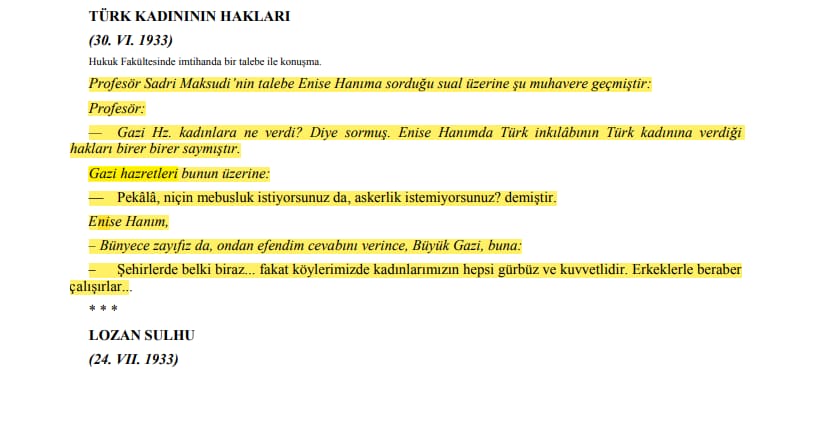 TÜRK KADINININ HAKLARI
(30. VI. 1933)
Hukuk Fakültesinde imtihanda bir talebe ile konuşma.
Profesör Sadri Maksudi'nin talebe Enise Hanıma sorduğu sual üzerine şu muhavere geçmiştir:
Profesör:
— Gazi Hz. kadınlara ne verdi? Diye sormuş. Enise Hanımda Türk inkılâbının Türk kadınına verdiği
hakları birer birer saymıştır.
Gazi hazretleri bunun üzerine:
— Pekâlâ, niçin mebusluk istiyorsunuz da, askerlik istemiyorsunuz? demiştir.
Enise Hanım,
– Bünyece zayıfız da, ondan efendim cevabını verince, Büyük Gazi, buna:
– Şehirlerde belki biraz... fakat köylerimizde kadınlarımızın hepsi gürbüz ve kuvvetlidir. Erkeklerle beraber
çalışırlar...
* * *
LOZAN SULHU
(24. VII. 1933)